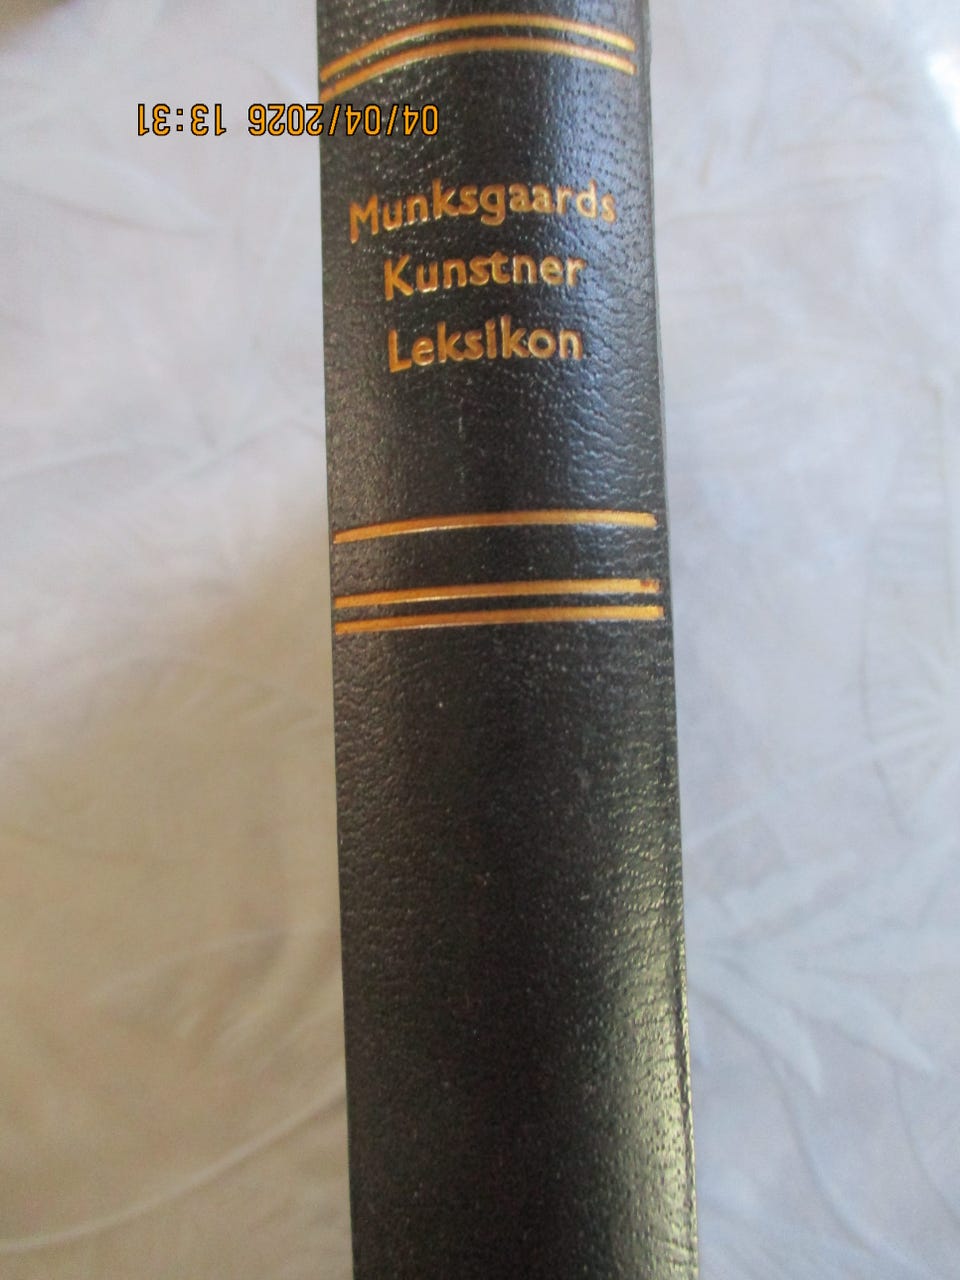 04/04/2026 13:31
Munksgaards
Kunstner
Leksikon